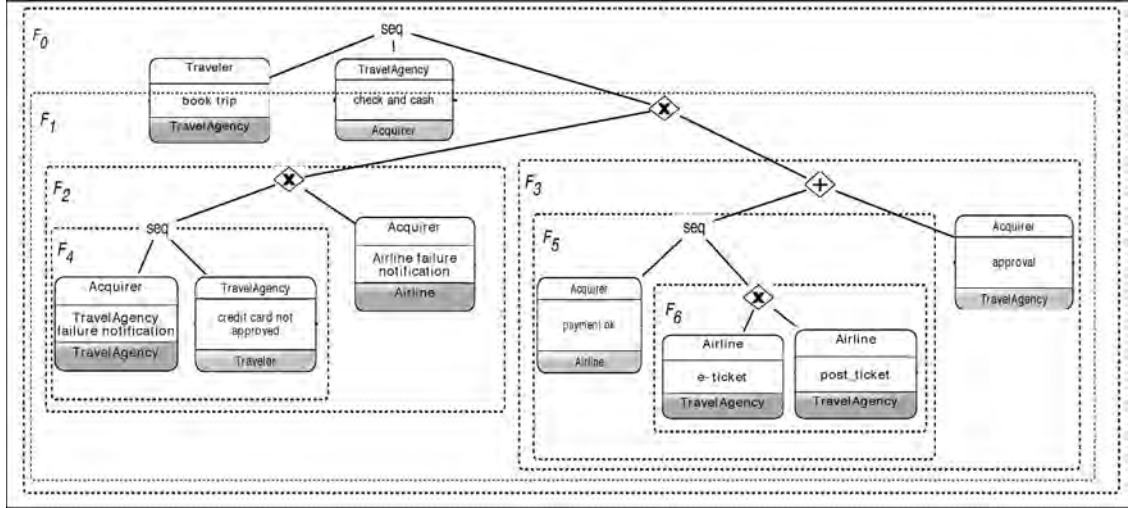 F0
seq
Traveler
book trip
TravelAgency
TravelAgency
check and cash
Acquirer
X
F1
F2
X
seq
F4
Acquirer
TravelAgency
failure notification
TravelAgency
TravelAgency
credit card not
approved
Traveler
Acquirer
Airline failure
notification
Airline
F3
+
seq
F5
Acquirer
payment ok
Airline
X
F6
Airline
e-ticket
TravelAgency
Airline
post_ticket
TravelAgency
Acquirer
approval
TravelAgency